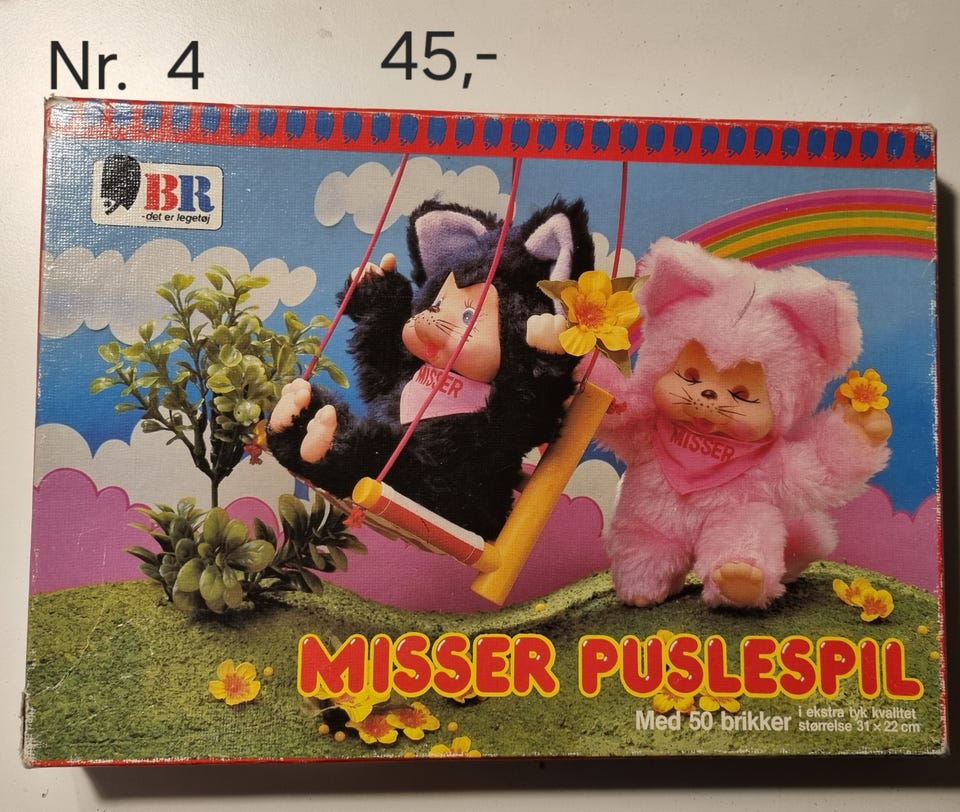 Nr. 4 45,-
BR
-det er legetøj
MISSER
MISSER
MISSER PUSLESPIL
Med 50 brikker
i ekstra tyk kvalitet
størrelse 31 x 22 cm